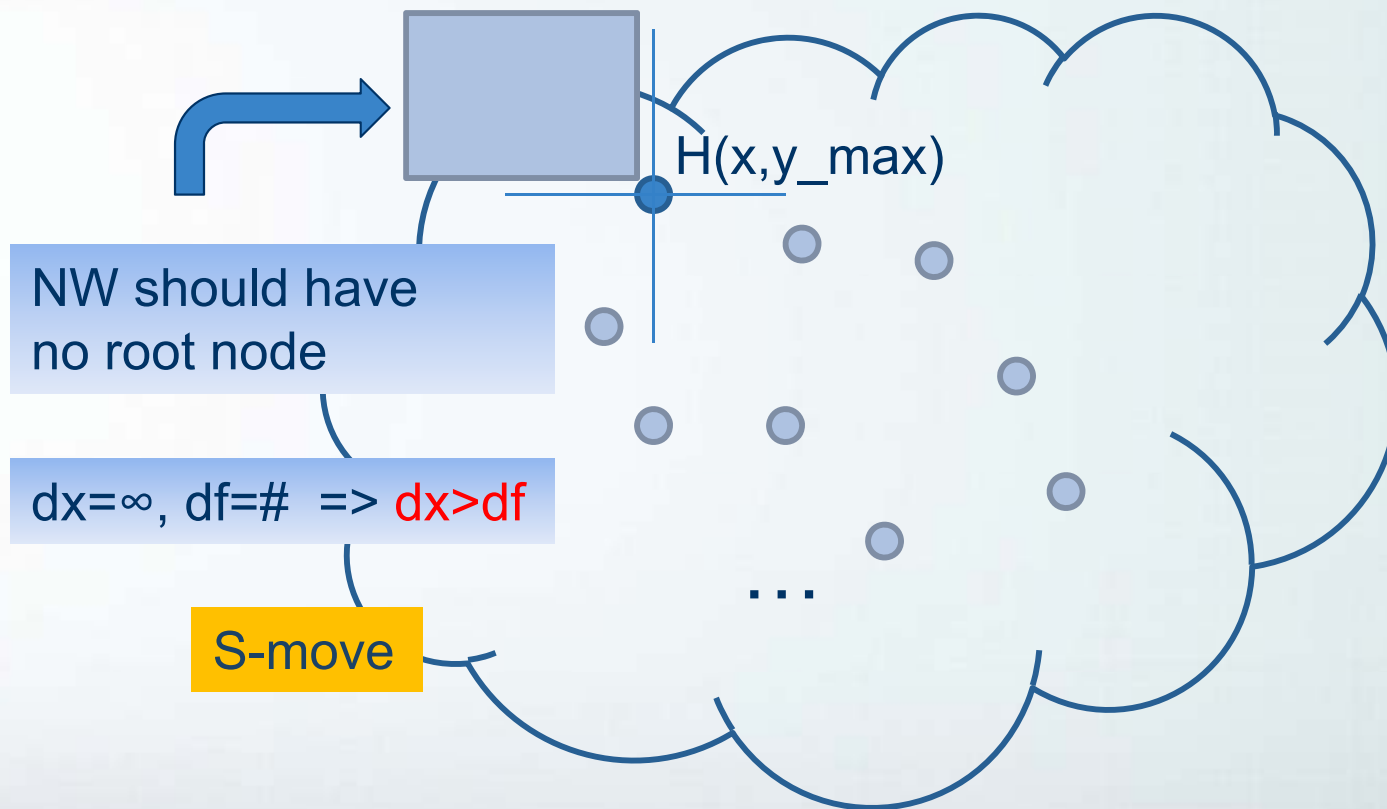 H(x,y_max)
NW should have
no root node
dx=∞, df=# => dx>df
...
S-move